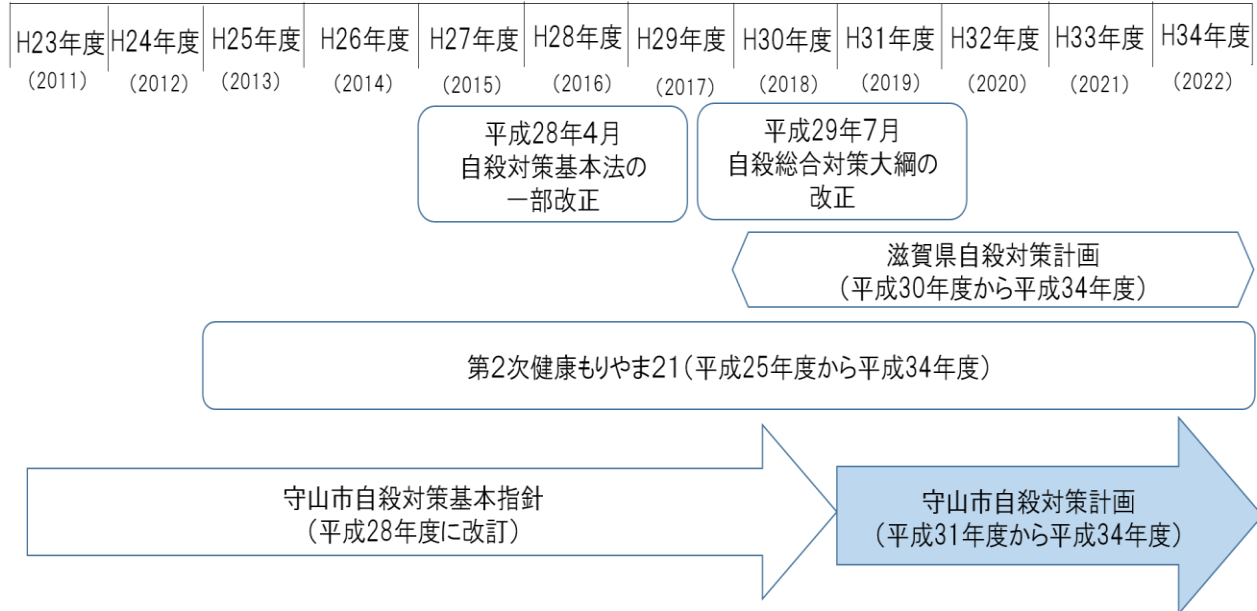 H23年度 H24年度 H25年度 H26年度 H27年度 H28年度 H29年度 H30年度 H31年度 H32年度 H33年度 H34年度
(2011) (2012) (2013) (2014) (2015) (2016) (2017) (2018) (2019) (2020) (2021) (2022)
平成28年4月
自殺対策基本法の
一部改正
平成29年7月
自殺総合対策大綱の
改正
滋賀県自殺対策計画
(平成30年度から平成34年度)
第2次健康もりやま21(平成25年度から平成34年度)
守山市自殺対策基本指針
(平成28年度に改訂)
守山市自殺対策計画
(平成31年度から平成34年度)